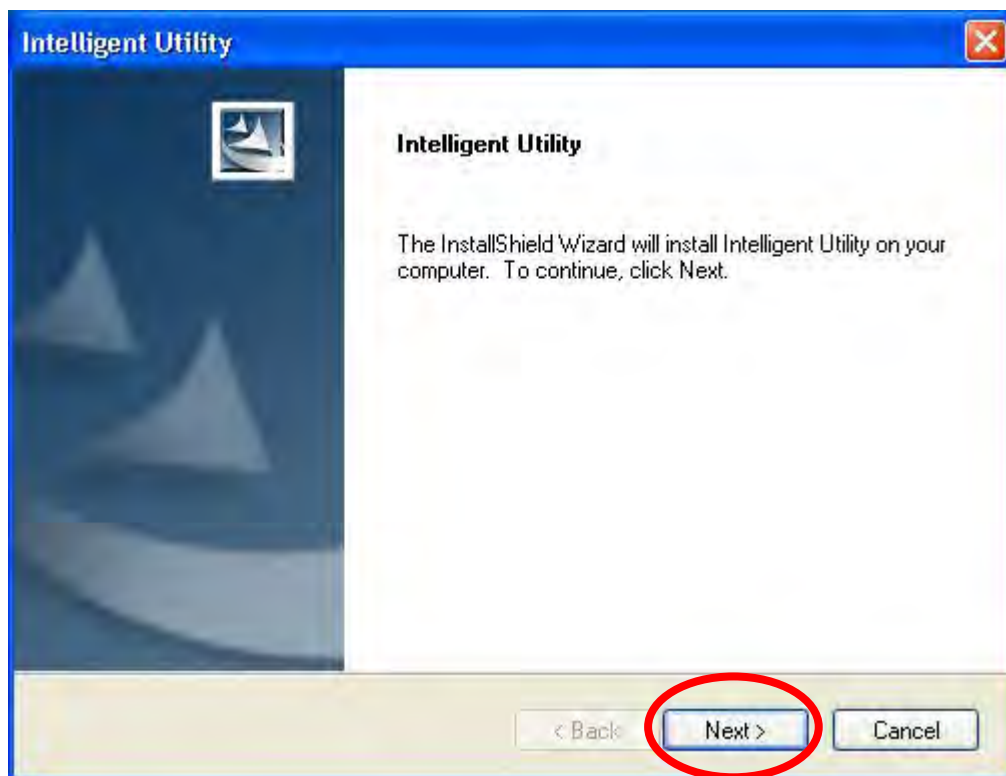 Intelligent Utility
Intelligent Utility
The InstallShield Wizard will install Intelligent Utility on your
computer. To continue, click Next.
< Back Next > Cancel